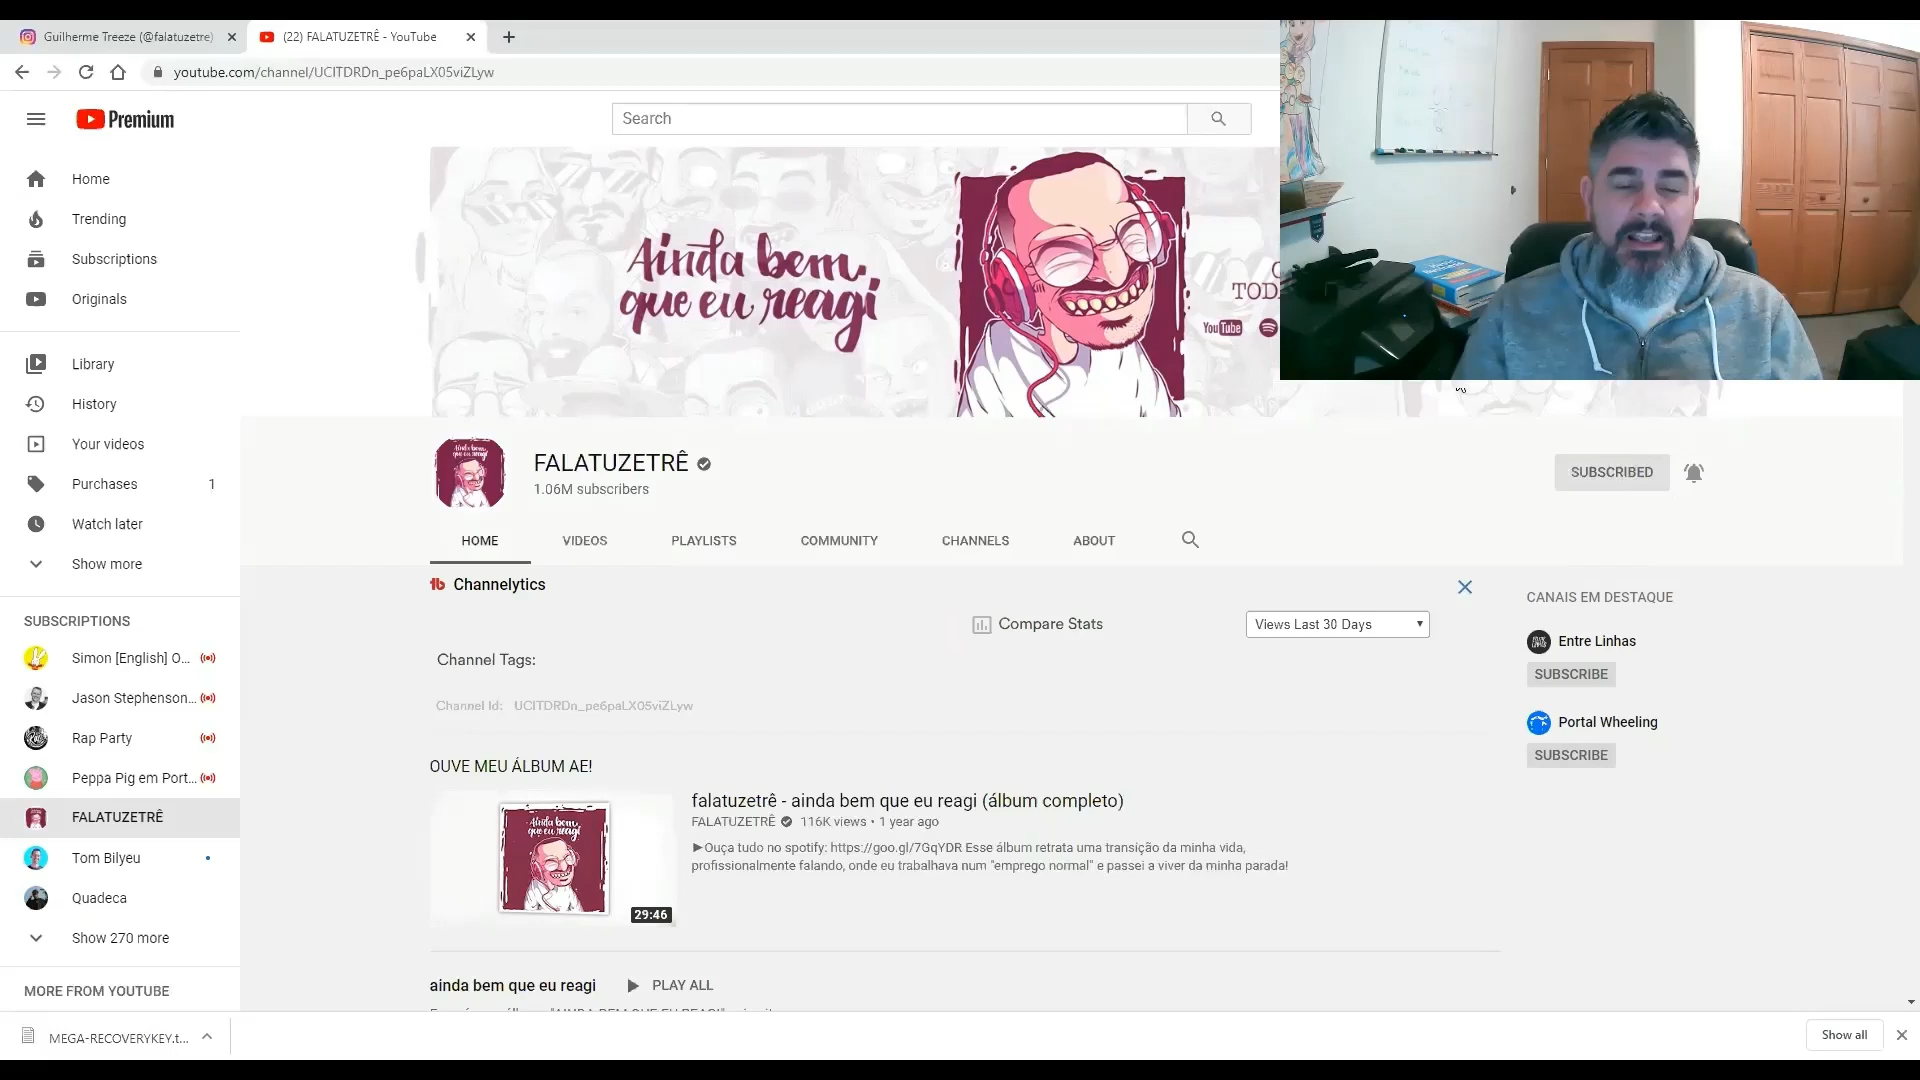 Guilherme Treeze (@falatuzetre)
(22) FALATUZETRÊ - YouTube
youtube.com/channel/UCITDRDn_pe6paLX05viZLyw
Premium
Search
Home
Trending
Subscriptions
Originals
Library
History
Your videos
Purchases 1
Watch later
Show more
SUBSCRIPTIONS
Simon [English] O...
Jason Stephenson...
Rap Party
Peppa Pig em Port...
FALATUZETRÊ
Tom Bilyeu
Quadeca
Show 270 more
MORE FROM YOUTUBE
Ainda bem,
que eu reagi
YouTube
Ainda bem
que eu reagi
FALATUZETRÊ
1.06M subscribers
SUBSCRIBED
HOME VIDEOS PLAYLISTS COMMUNITY CHANNELS ABOUT
Channelytics
Compare Stats
Views Last 30 Days
Channel Tags:
Channel Id: UCITDRDn_pe6paLX05viZLyw
OUVE MEU ÁLBUM AE!
Ainda bem
que eu reagi
29:46
falatuzetrê - ainda bem que eu reagi (álbum completo)
FALATUZETRÊ 116K views • 1 year ago
►Ouça tudo no spotify: https://goo.gl/7GqYDR Esse álbum retrata uma transição da minha vida,
profissionalmente falando, onde eu trabalhava num "emprego normal" e passei a viver da minha parada!
ainda bem que eu reagi PLAY ALL
CANAIS EM DESTAQUE
Entre Linhas
SUBSCRIBE
Portal Wheeling
SUBSCRIBE
MEGA-RECOVERYKEY.t...
Show all